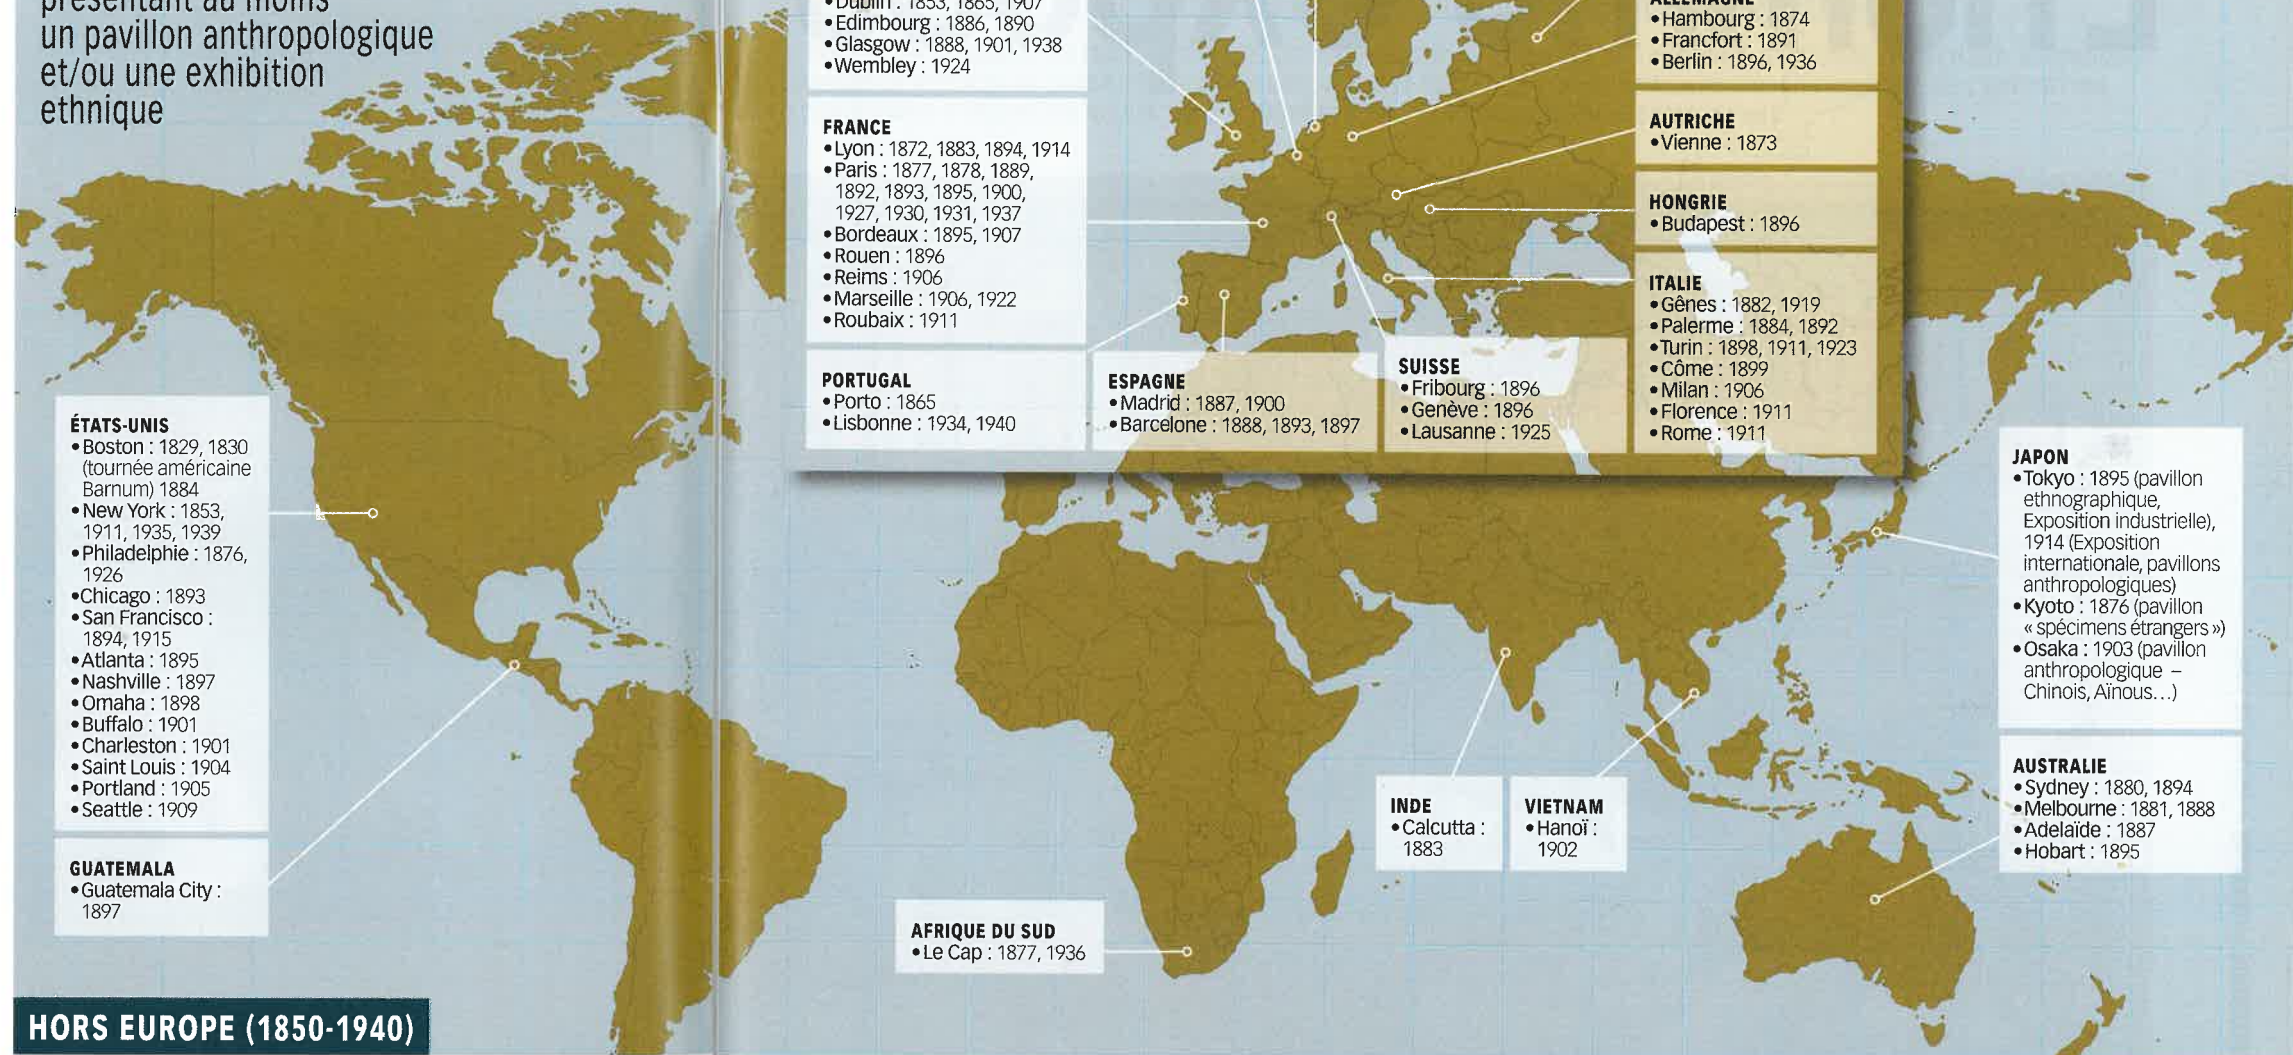 présentant au moins
un pavillon anthropologique
et/ou une exhibition
ethnique
• Dublin : 1853, 1865, 1907
• Edimbourg : 1886, 1890
• Glasgow : 1888, 1901, 1938
• Wembley : 1924
FRANCE
• Lyon : 1872, 1883, 1894, 1914
• Paris : 1877, 1878, 1889,
1892, 1893, 1895, 1900,
1927, 1930, 1931, 1937
• Bordeaux : 1895, 1907
• Rouen : 1896
• Reims : 1906
• Marseille : 1906, 1922
• Roubaix : 1911
PORTUGAL
• Porto : 1865
• Lisbonne : 1934, 1940
ESPAGNE
• Madrid : 1887, 1900
• Barcelone : 1888, 1893, 1897
SUISSE
• Fribourg : 1896
• Genève : 1896
• Lausanne : 1925
ALLEMAGNE
• Hambourg : 1874
• Francfort : 1891
• Berlin : 1896, 1936
AUTRICHE
• Vienne : 1873
HONGRIE
• Budapest : 1896
ITALIE
• Gênes : 1882, 1919
• Palerme : 1884, 1892
• Turin : 1898, 1911, 1923
• Côme : 1899
• Milan : 1906
• Florence : 1911
• Rome : 1911
ÉTATS-UNIS
• Boston : 1829, 1830
(tournée américaine
Barnum) 1884
• New York : 1853,
1911, 1935, 1939
• Philadelphie : 1876,
1926
• Chicago : 1893
• San Francisco :
1894, 1915
• Atlanta : 1895
• Nashville : 1897
• Omaha : 1898
• Buffalo : 1901
• Charleston : 1901
• Saint Louis : 1904
• Portland : 1905
• Seattle : 1909
GUATEMALA
• Guatemala City :
1897
AFRIQUE DU SUD
• Le Cap : 1877, 1936
INDE
• Calcutta :
1883
VIETNAM
• Hanoï :
1902
JAPON
• Tokyo : 1895 (pavillon
ethnographique,
Exposition industrielle),
1914 (Exposition
internationale, pavillons
anthropologiques)
• Kyoto : 1876 (pavillon
« spécimens étrangers »)
• Osaka : 1903 (pavillon
anthropologique –
Chinois, Aïnous...)
AUSTRALIE
• Sydney : 1880, 1894
• Melbourne : 1881, 1888
• Adelaïde : 1887
• Hobart : 1895
HORS EUROPE (1850-1940)